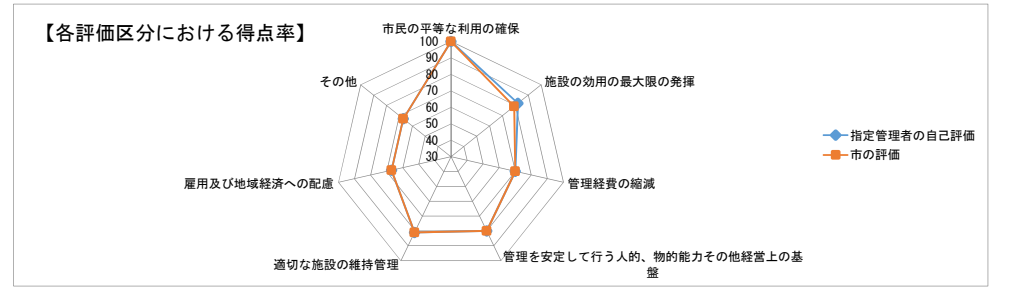 【各評価区分における得点率】
市民の平等な利用の確保
100
90
80
70
60
50
40
30
施設の効用の最大限の発揮
管理経費の縮減
管理を安定して行う人的、物的能力その他経営上の基
盤
適切な施設の維持管理
雇用及び地域経済への配慮
その他
指定管理者の自己評価
市の評価